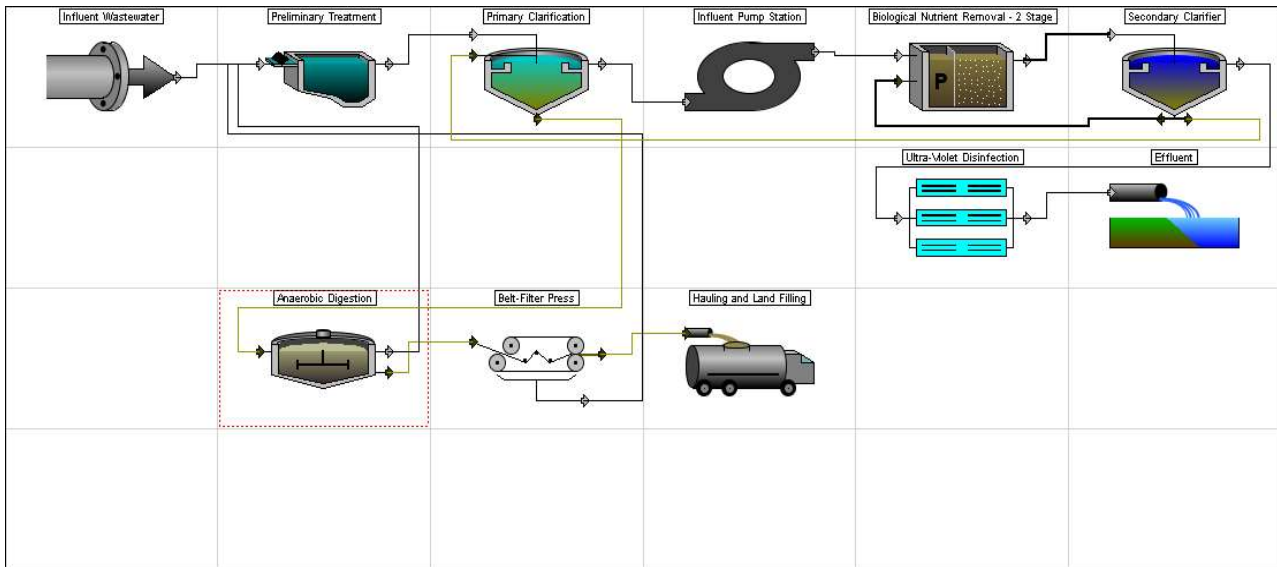 Influent Wastewater
Preliminary Treatment
Primary Clarification
Influent Pump Station
Biological Nutrient Removal - 2 Stage
Secondary Clarifier
P
Ultra-Violet Disinfection
Effluent
Anaerobic Digestion
Belt-Filter Press
Hauling and Land Filling